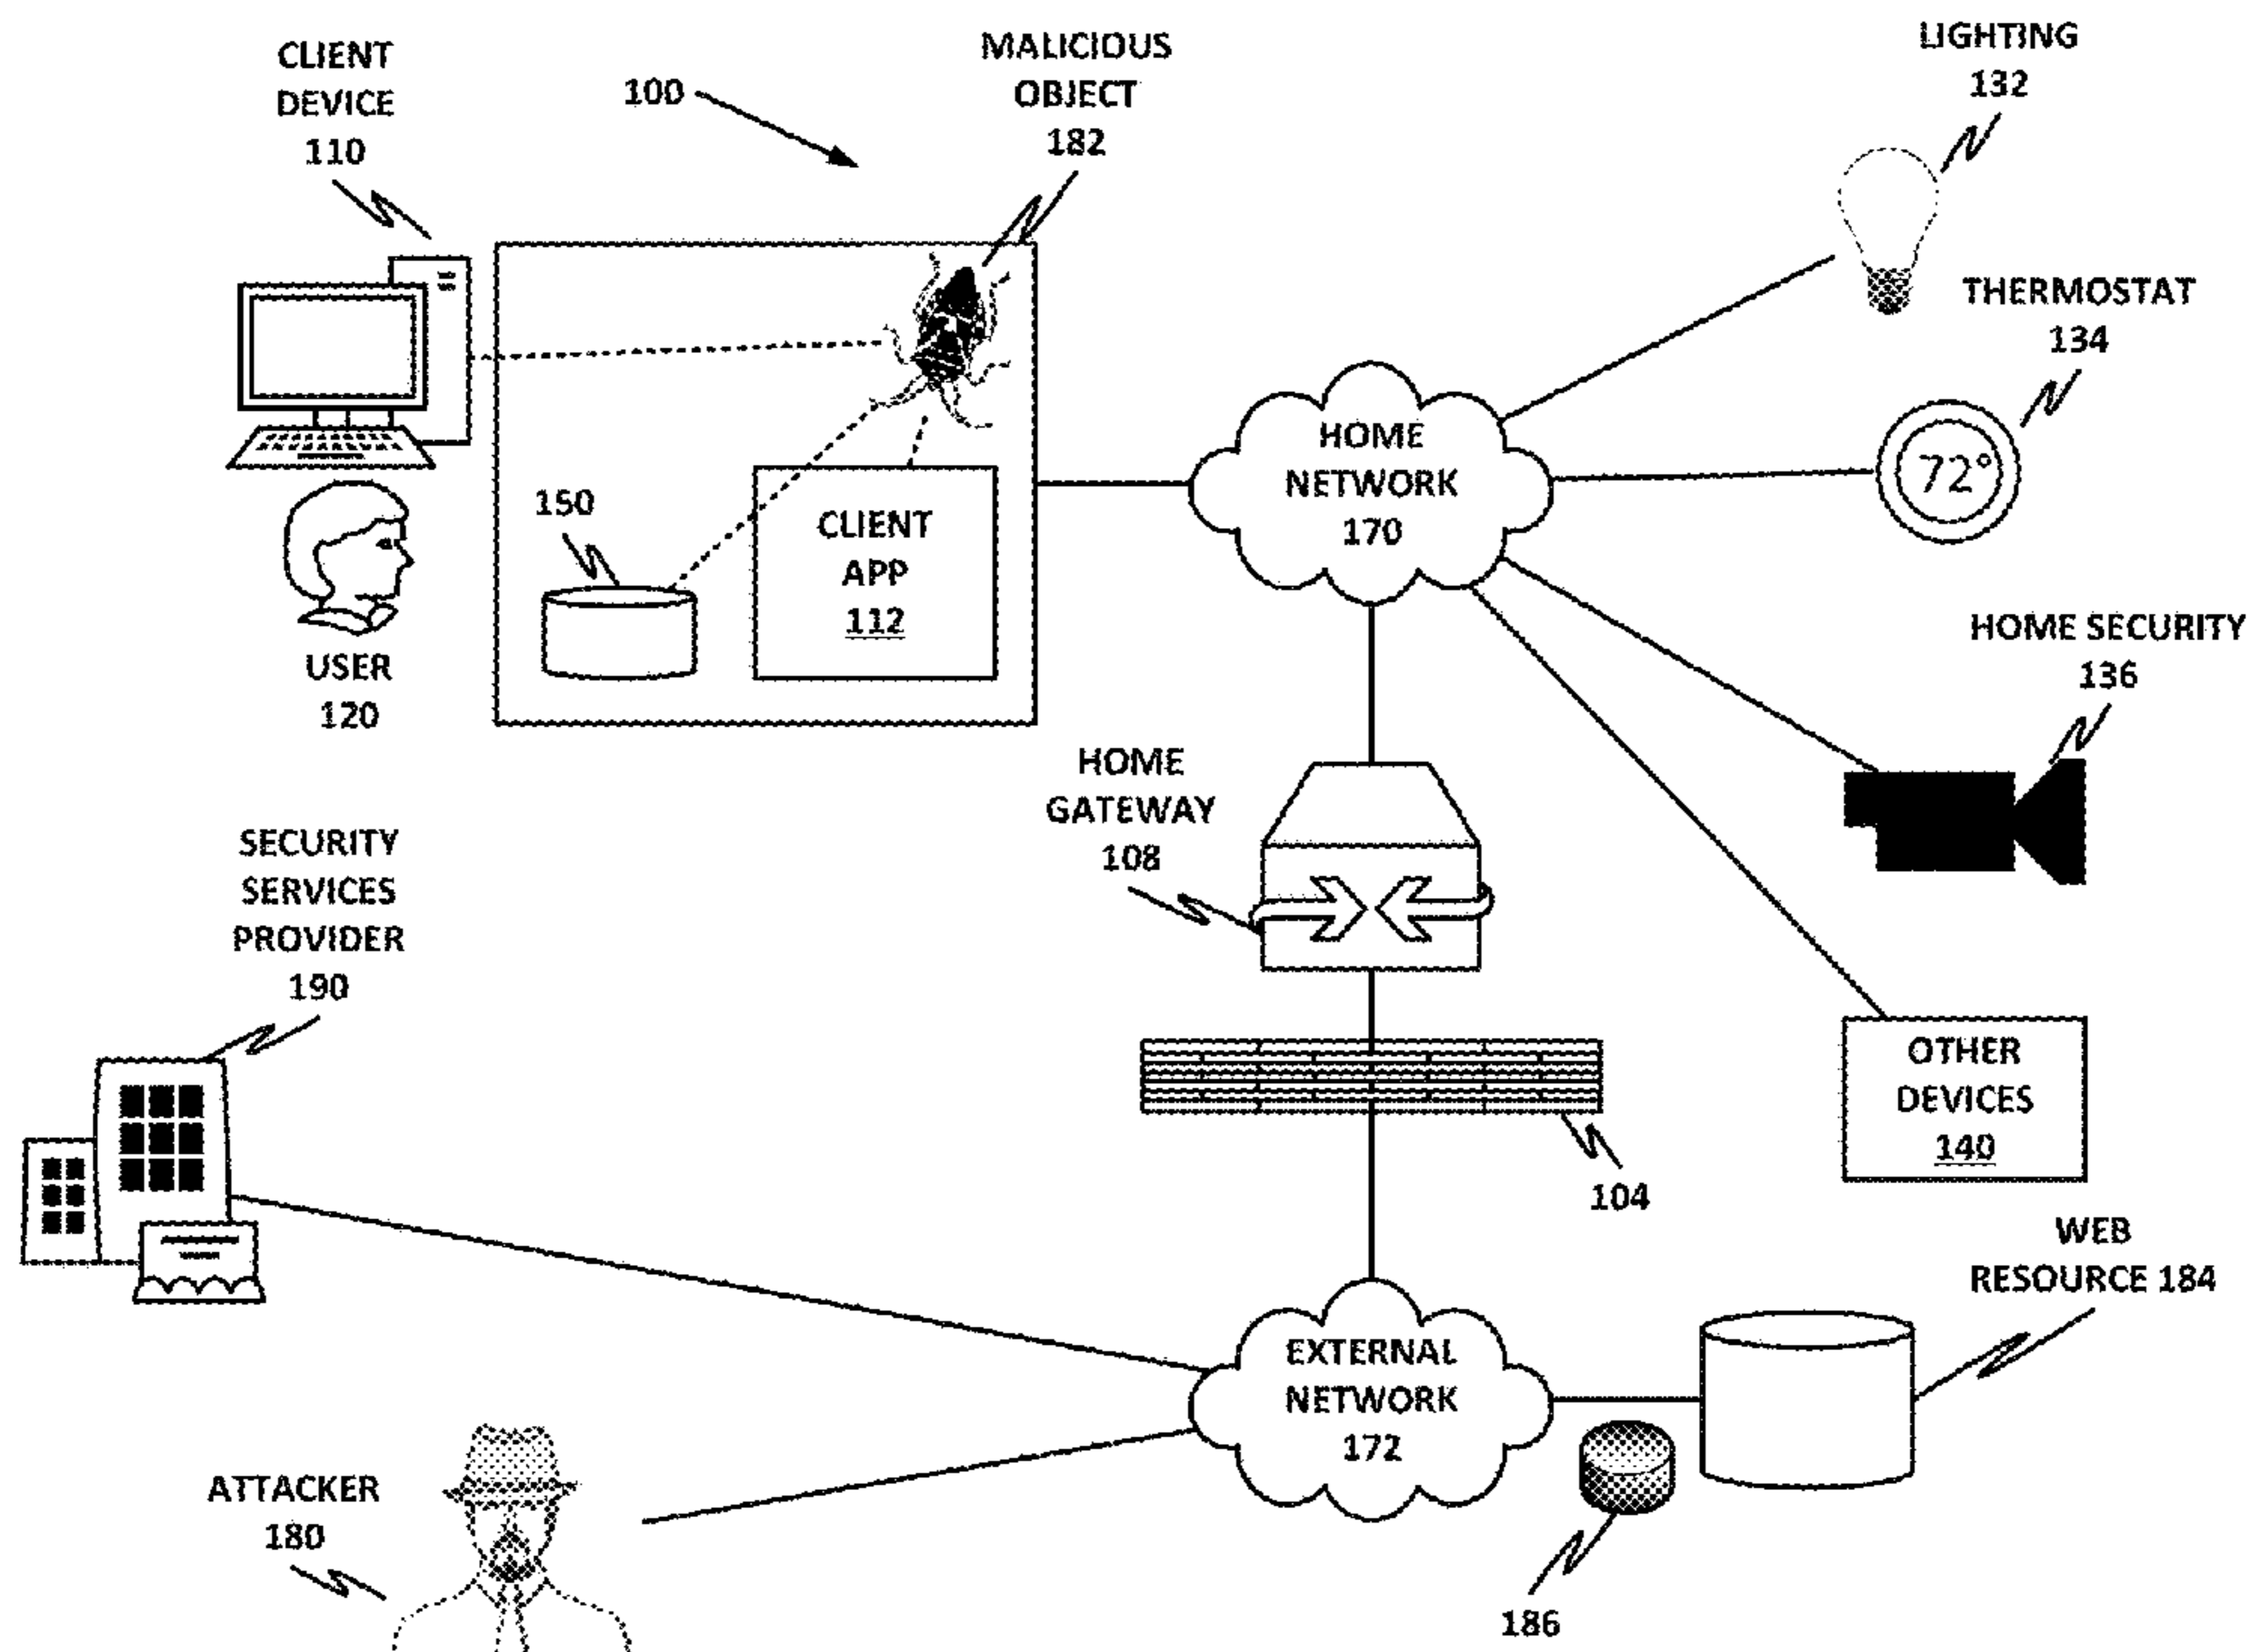 CLIENT
DEVICE
110
100
MALICIOUS
OBJECT
182
LIGHTING
132
THERMOSTAT
134
72°
HOME
NETWORK
170
150
CLIENT
APP
112
USER
120
HOME SECURITY
136
HOME
GATEWAY
108
SECURITY
SERVICES
PROVIDER
190
OTHER
DEVICES
140
104
WEB
RESOURCE 184
EXTERNAL
NETWORK
172
ATTACKER
180
186